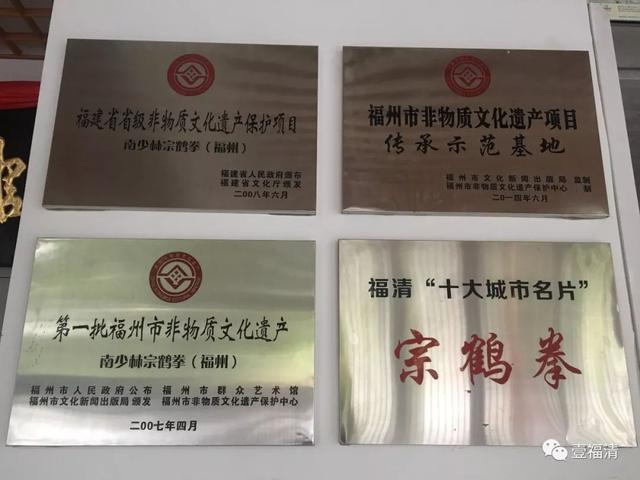 福建省省级非物质文化遗产保护项目
南少林宗鹤拳（福州）
福建省人民政府颁布
福建省文化厅颁发
二00八年六月
福州市非物质文化遗产项目
传承示范基地
福州市文化新闻出版局 监制
福州市非物质文化遗产保护中心 制
二0一四年六月
第一批福州市非物质文化遗产
南少林宗鹤拳（福州）
福州市人民政府公布 福州市群众艺术馆
福州市文化新闻出版局颁发 福州市非物质文化遗产保护中心
二00七年四月
福清“十大城市名片”
宗鹤拳
壹福清